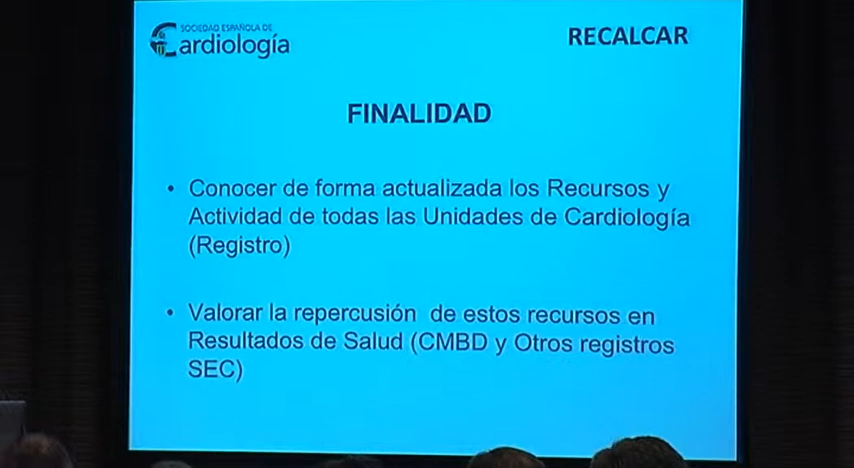 SOCIEDAD ESPAÑOLA DE
Cardiología
RECALCAR
FINALIDAD
• Conocer de forma actualizada los Recursos y
Actividad de todas las Unidades de Cardiología
(Registro)
• Valorar la repercusión de estos recursos en
Resultados de Salud (CMBD y Otros registros
SEC)